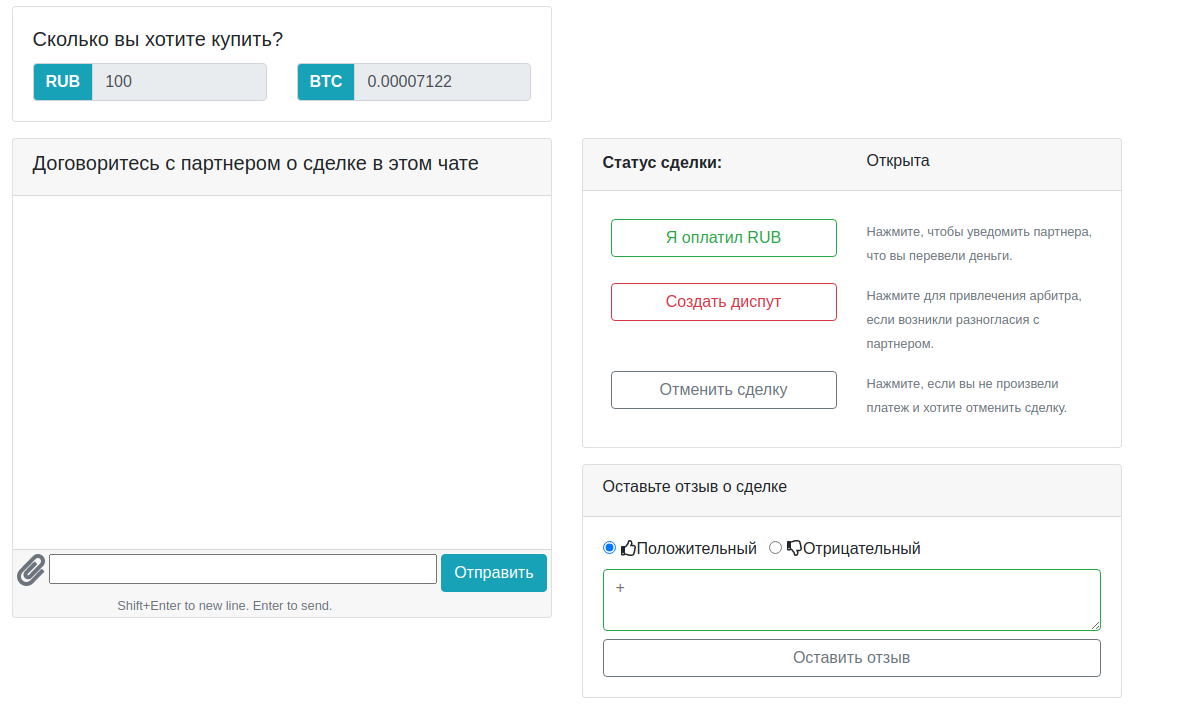 Сколько вы хотите купить?
RUB 100 BTC 0.00007122
Договоритесь с партнером о сделке в этом чате
Отправить
Shift+Enter to new line. Enter to send.
Статус сделки: Открыта
Я оплатил RUB
Нажмите, чтобы уведомить партнера,
что вы перевели деньги.
Создать диспут
Нажмите для привлечения арбитра,
если возникли разногласия с
партнером.
Отменить сделку
Нажмите, если вы не произвели
платеж и хотите отменить сделку.
Оставьте отзыв о сделке
Положительный Отрицательный
+
Оставить отзыв